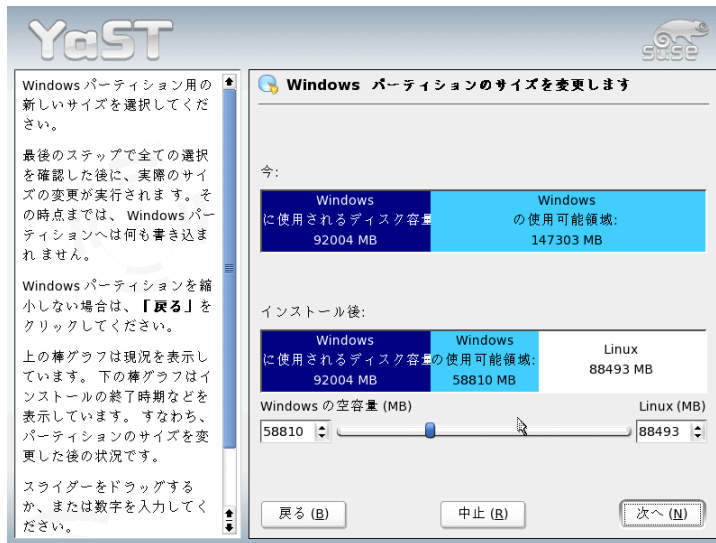 YaST
SUSE
Windows パーティション用の
新しいサイズを選択してくだ
さい。
最後のステップで全ての選択
を確認した後に、実際のサイ
ズの変更が実行されま す。そ
の時点までは、 Windows パー
ティションへは何も書き込ま
れ ません。
Windows パーティションを縮
小しない場合は、「戻る」を
クリックしてください。
上の棒グラフは現況を表示し
ています。 下の棒グラフはイ
ンストールの終了時期などを
表示しています。 すなわち、
パーティションのサイズを変
更した後の状況です。
スライダーをドラッグする
か、または数字を入力してく
ださい。
Windows パーティションのサイズを変更します
今:
Windows
に使用されるディスク容量
92004 MB
Windows
の使用可能領域:
147303 MB
インストール後:
Windows
に使用されるディスク容量
92004 MB
Windows
の使用可能領域:
58810 MB
Linux
88493 MB
Windows の空容量 (MB)
Linux (MB)
58810
88493
戻る (B)
中止 (R)
次へ (N)